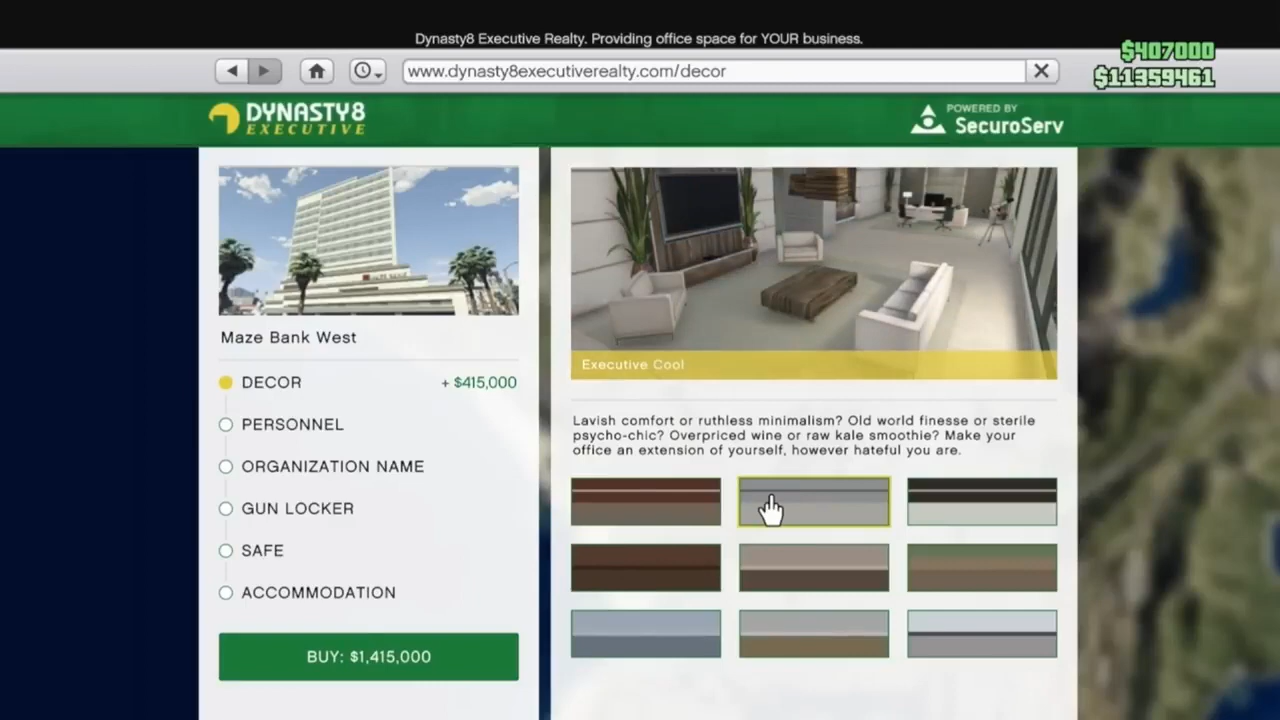 Dynasty8 Executive Realty. Providing office space for YOUR business.
$407000
www.dynasty8executiverealty.com/decor
$11359461
DYNASTY8
EXECUTIVE
POWERED BY
SecuroServ
Maze Bank West
DECOR + $415,000
PERSONNEL
ORGANIZATION NAME
GUN LOCKER
SAFE
ACCOMMODATION
BUY: $1,415,000
Executive Cool
Lavish comfort or ruthless minimalism? Old world finesse or sterile
psycho-chic? Overpriced wine or raw kale smoothie? Make your
office an extension of yourself, however hateful you are.